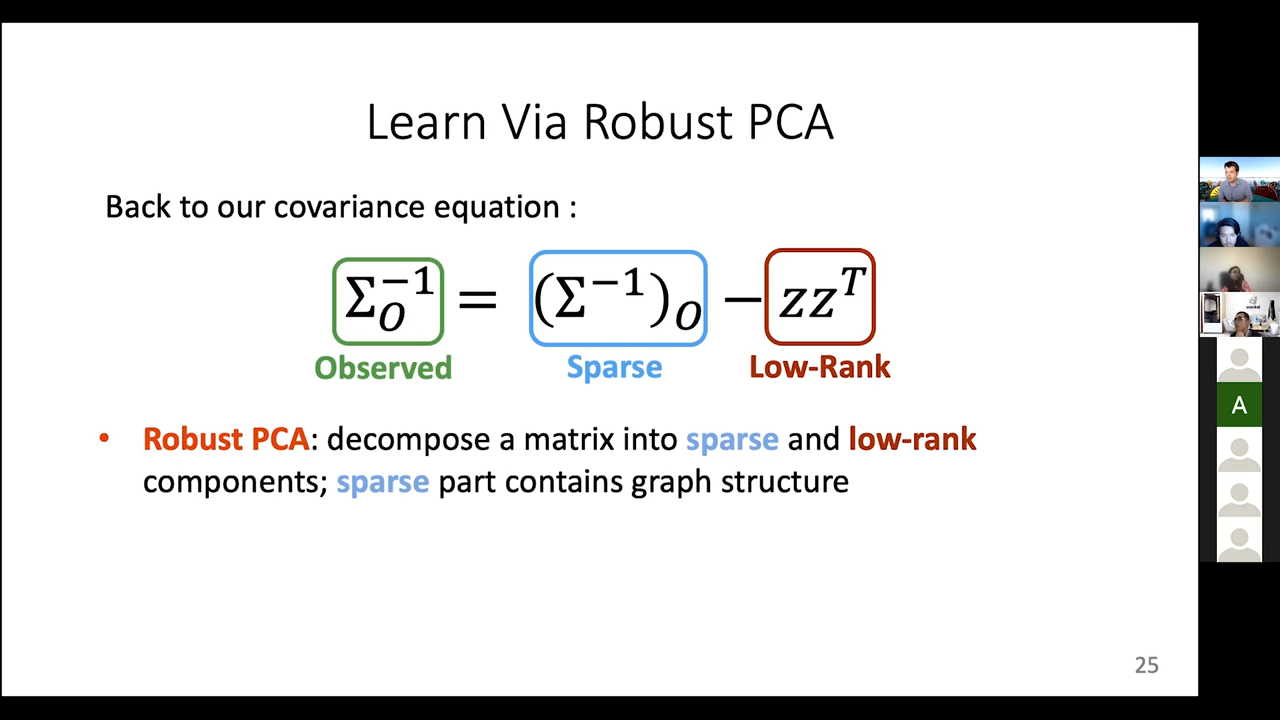 Learn Via Robust PCA
Back to our covariance equation :
Σ_O^{−1} = (Σ^{−1})_O − zz^T
Observed Sparse Low-Rank
• Robust PCA: decompose a matrix into sparse and low-rank
components; sparse part contains graph structure
25
A